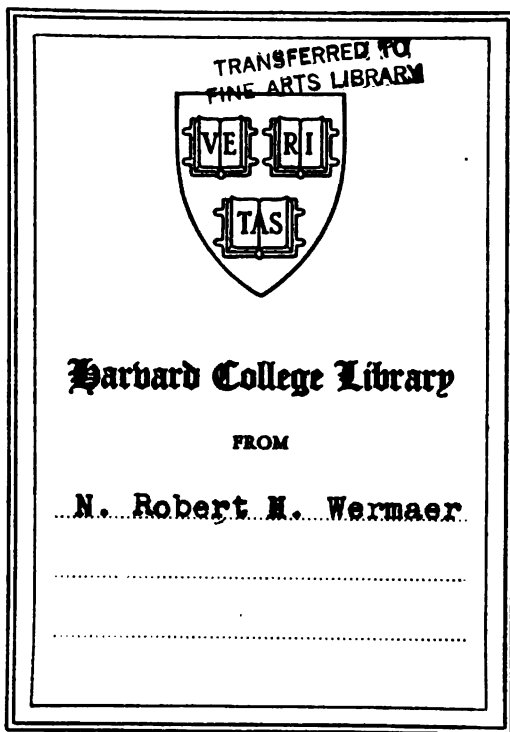 TRANSFERRED TO
FINE ARTS LIBRARY
VE RI
TAS
Harvard College Library
FROM
N. Robert M. Wermaer